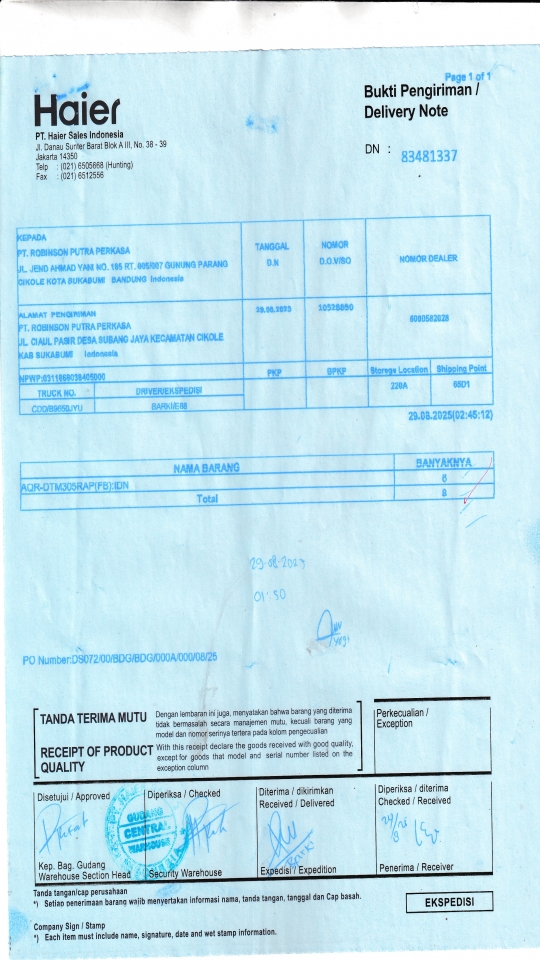 Page 1 of 1
Haier
Bukti Pengiriman /
Delivery Note
PT. Haier Sales Indonesia
Jl. Danau Sunter Barat Blok A III, No. 38 - 39
Jakarta 14350
Telp : (021) 6505668 (Hunting)
Fax : (021) 6512556
DN : 83481337
KEPADA
PT. ROBINSON PUTRA PERKASA
JL. JEND AHMAD YANI NO. 185 RT. 005/007 GUNUNG PARANG
CIKOLE KOTA SUKABUMI BANDUNG Indonesia
TANGGAL
D.N
NOMOR
D.O.V/SO
NOMOR DEALER
ALAMAT PENGIRIMAN
PT. ROBINSON PUTRA PERKASA
JL CIAUL PASIR DESA SUBANG JAYA KECAMATAN CIKOLE
KAB SUKABUMI Indonesia
PKP
BPKP
Storage Location
Shipping Point
TRUCK NO.
DRIVER/EKSPEDISI
220A
29.08.2025(02:45:12)
NAMA BARANG
BANYAKNYA
AQR-DTM305RAP(FB):IDN
8
Total
8
01:50
PO Number:DS072/00/BDG/BDG/000A/000/08/25
TANDA TERIMA MUTU
Dengan lembaran ini juga, menyatakan bahwa barang yang diterima
tidak bermasalah secara manajemen mutu, kecuali barang yang
model dan nomor serinya tertera pada kolom pengecualian
RECEIPT OF PRODUCT
QUALITY
With this receipt declare the goods received with good quality,
except for goods that model and serial number listed on the
exception column
Perkecualian /
Exception
Disetujui / Approved
Diperiksa / Checked
Diterima / dikirimkan
Received / Delivered
Diperiksa / diterima
Checked / Received
GUDANG
CENTRAL
WAREHOUSE
Kep. Bag. Gudang
Warehouse Section Head
Security Warehouse
Expedisi / Expedition
Penerima / Receiver
Tanda tangan/cap perusahaan
*) Setiap penerimaan barang wajib menyertakan informasi nama, tanda tangan, tanggal dan Cap basah.
EKSPEDISI
Company Sign / Stamp
*) Each item must include name, signature, date and wet stamp information.